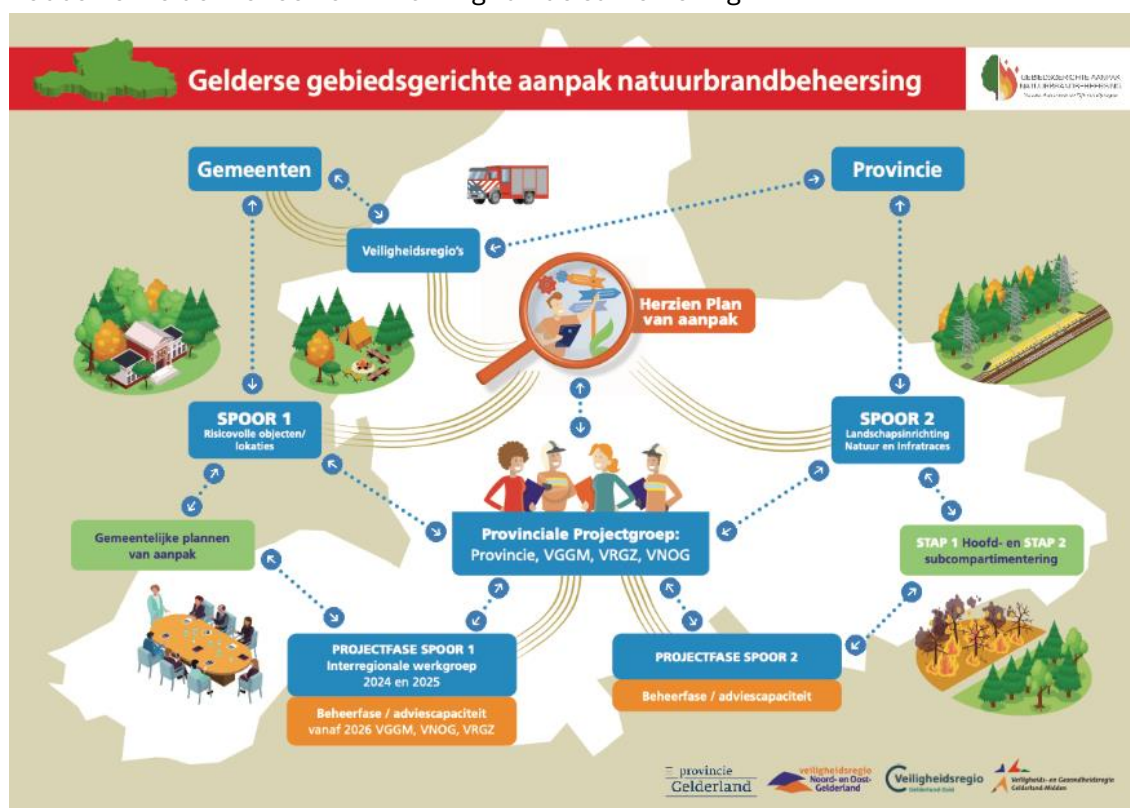 Gelderse gebiedsgerichte aanpak natuurbrandbeheersing
GEBIEDSGERICHTE AANPAK
NATUURBRANDBEHEERSING
Gemeenten
Provincie
Veiligheidsregio's
Herzien Plan
van aanpak
SPOOR 1
Risicovolle objecten/
lokaties
SPOOR 2
Landschapsinrichting
Natuur en Infratraces
Provinciale Projectgroep:
Provincie, VGGM, VRGZ, VNOG
Gemeentelijke plannen
van aanpak
STAP 1 Hoofd- en STAP 2
subcompartimentering
PROJECTFASE SPOOR 1
Interregionale werkgroep
2024 en 2025
Beheerfase / adviescapaciteit
vanaf 2026 VGGM, VNOG, VRGZ
PROJECTFASE SPOOR 2
Beheerfase / adviescapaciteit
provincie
Gelderland
veiligheidsregio
Noord- en Oost-
Gelderland
Veiligheidsregio
Gelderland-Zuid
Veiligheids- en Gezondheidsregio
Gelderland-Midden